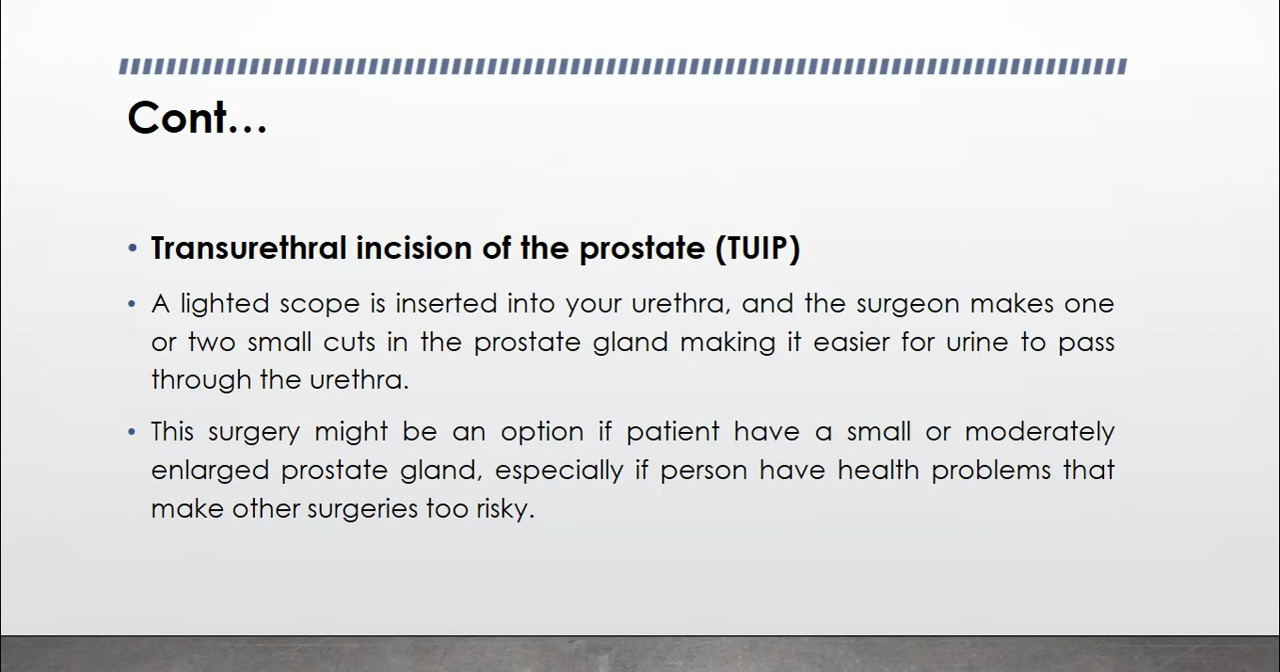 Cont...
• Transurethral incision of the prostate (TUIP)
• A lighted scope is inserted into your urethra, and the surgeon makes one
or two small cuts in the prostate gland making it easier for urine to pass
through the urethra.
• This surgery might be an option if patient have a small or moderately
enlarged prostate gland, especially if person have health problems that
make other surgeries too risky.